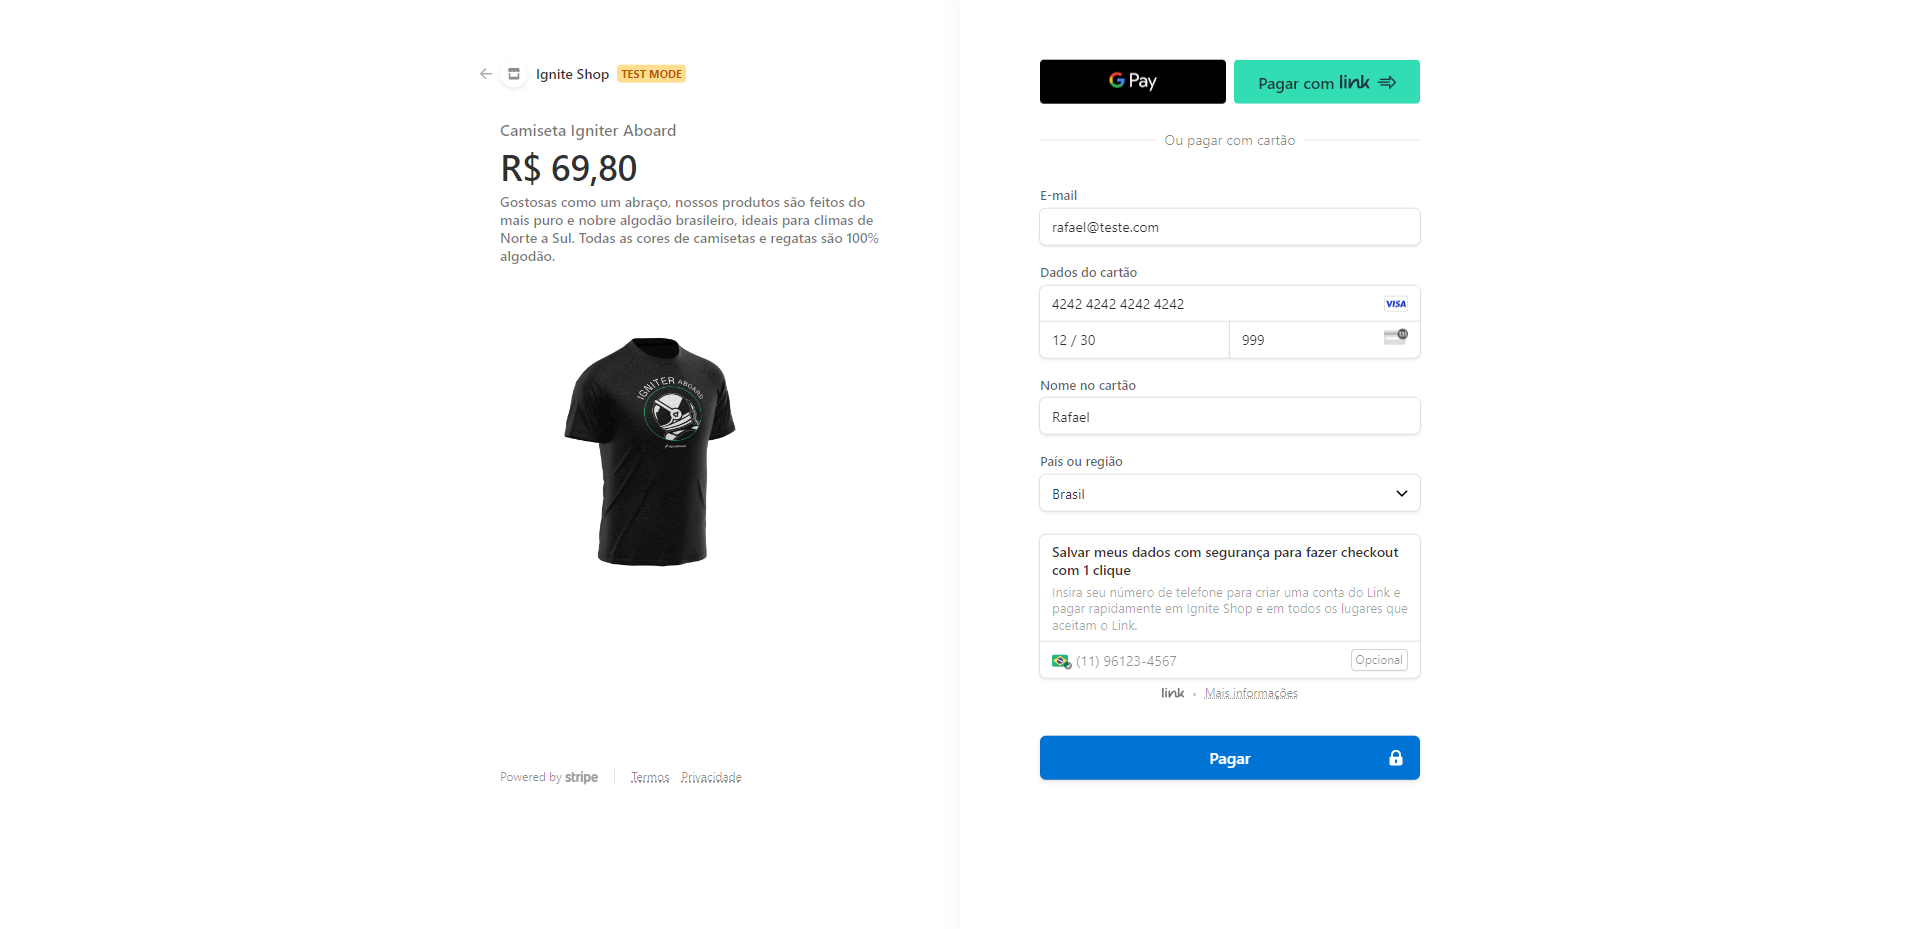 Ignite Shop TEST MODE
Camiseta Igniter Aboard
R$ 69,80
Gostosas como um abraço, nossos produtos são feitos do
mais puro e nobre algodão brasileiro, ideais para climas de
Norte a Sul. Todas as cores de camisetas e regatas são 100%
algodão.
IGNITER ABOARD
Powered by stripe Termos Privacidade
G Pay Pagar com link
Ou pagar com cartão
E-mail
rafael@teste.com
Dados do cartão
4242 4242 4242 4242 VISA
12 / 30 999
Nome no cartão
Rafael
País ou região
Brasil
Salvar meus dados com segurança para fazer checkout
com 1 clique
Insira seu número de telefone para criar uma conta do Link e
pagar rapidamente em Ignite Shop e em todos os lugares que
aceitam o Link.
(11) 96123-4567 Opcional
link • Mais informações
Pagar